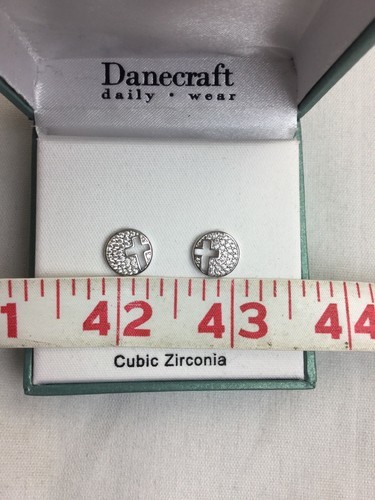 Danecraft
daily • wear
1 42 43 44
Cubic Zirconia